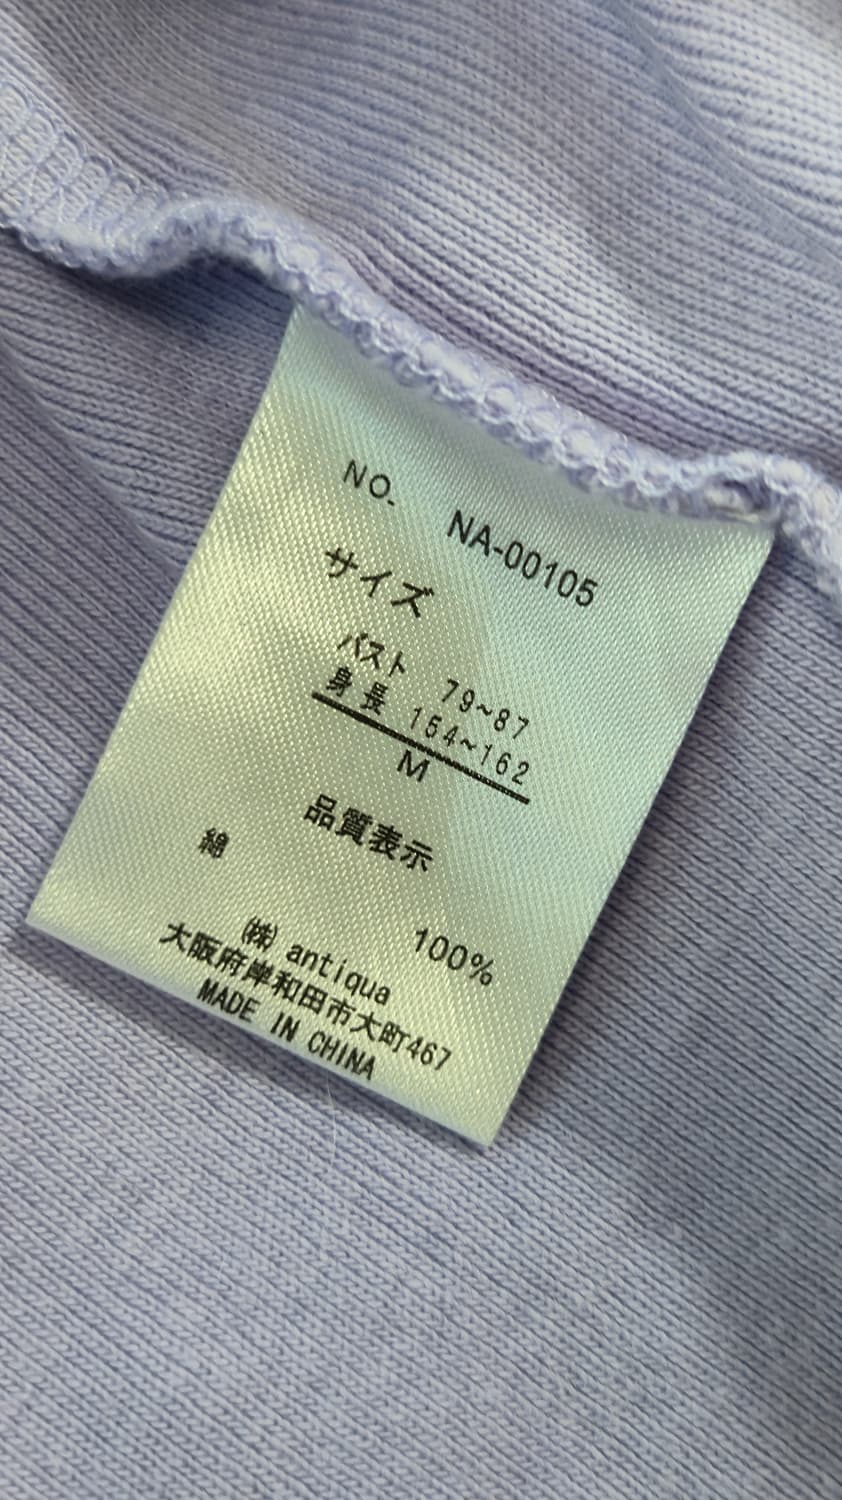 NO. NA-00105
サイズ
バスト 79~87
身長 154~162
M
品質表示
綿 100%
㈱ antiqua
大阪府岸和田市大町467
MADE IN CHINA